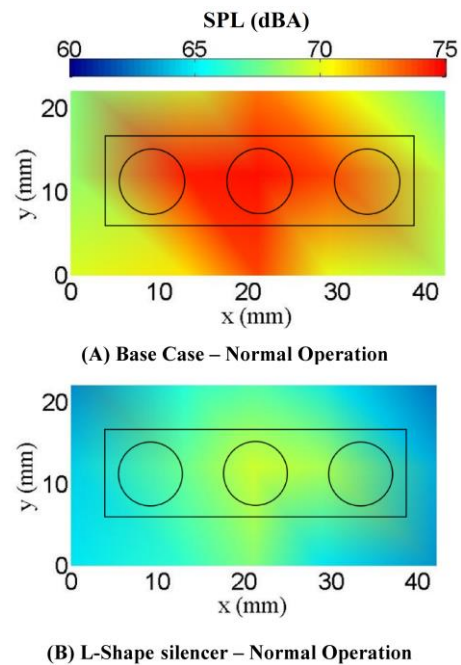 SPL (dBA)
60 65 70 75
20
10
0
y (mm)
0 10 20 30 40
x (mm)
(A) Base Case – Normal Operation
20
10
0
y (mm)
0 10 20 30 40
x (mm)
(B) L-Shape silencer – Normal Operation